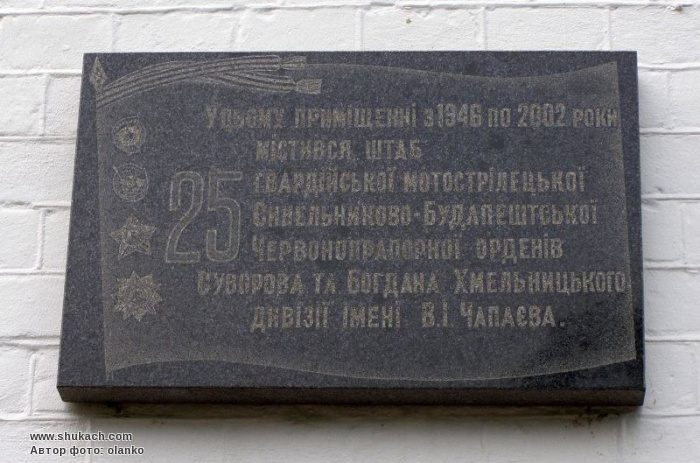 У цьому приміщенні з 1946 по 2002 роки
містився штаб
25 гвардійської мотострілецької
Синельниково-Будапештської
Червонопрапорної орденів
Суворова та Богдана Хмельницького
дивізії імені В.І. Чапаєва.
www.shukach.com
Автор фото: olanko